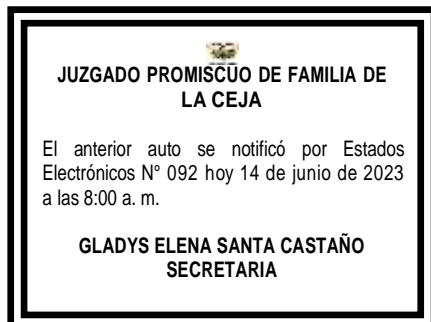 JUZGADO PROMISCUO DE FAMILIA DE
LA CEJA
El anterior auto se notificó por Estados
Electrónicos N° 092 hoy 14 de junio de 2023
a las 8:00 a. m.
GLADYS ELENA SANTA CASTAÑO
SECRETARIA